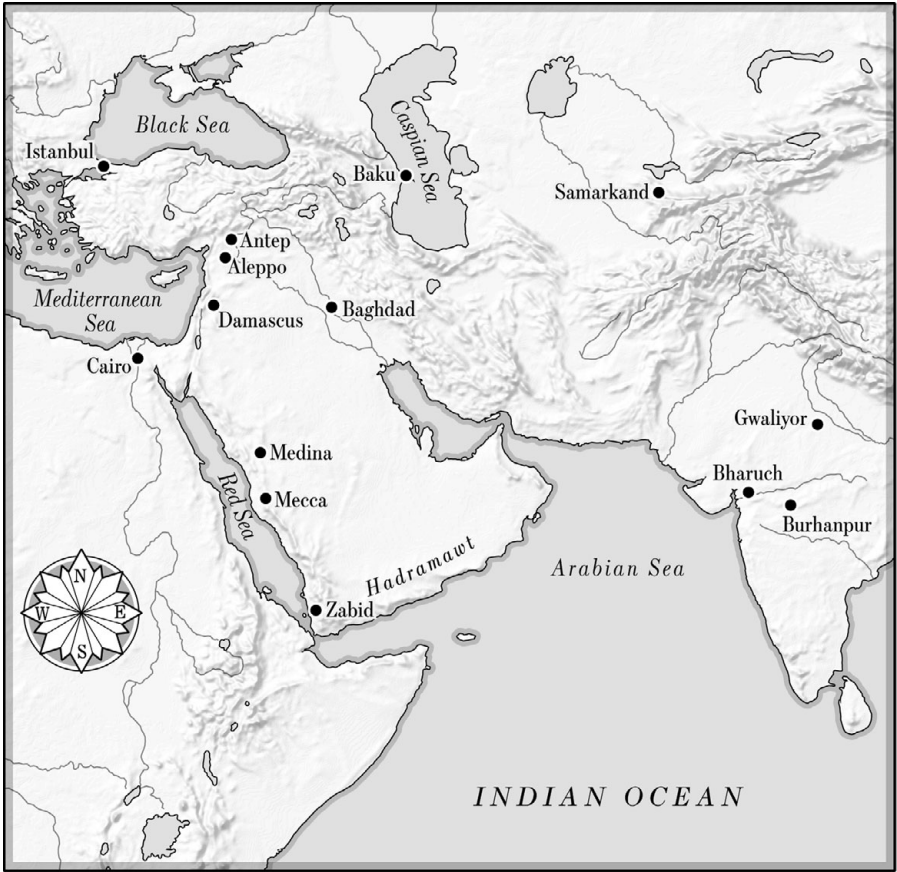 Black Sea
Istanbul
Caspian Sea
Baku
Samarkand
Antep
Aleppo
Mediterranean
Sea
Damascus
Baghdad
Cairo
Gwaliyor
Medina
Bharuch
Mecca
Red Sea
Burhanpur
Hadramawt
Arabian Sea
N
W
E
S
Zabid
INDIAN OCEAN